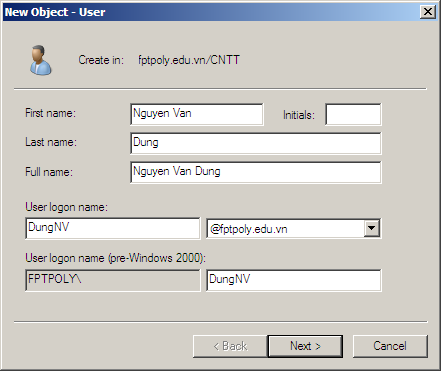 New Object - User
Create in: fptpoly.edu.vn/CNTT
First name: Nguyen Van Initials:
Last name: Dung
Full name: Nguyen Van Dung
User logon name:
DungNV @fptpoly.edu.vn
User logon name (pre-Windows 2000):
FPTPOLY\ DungNV
< Back Next > Cancel